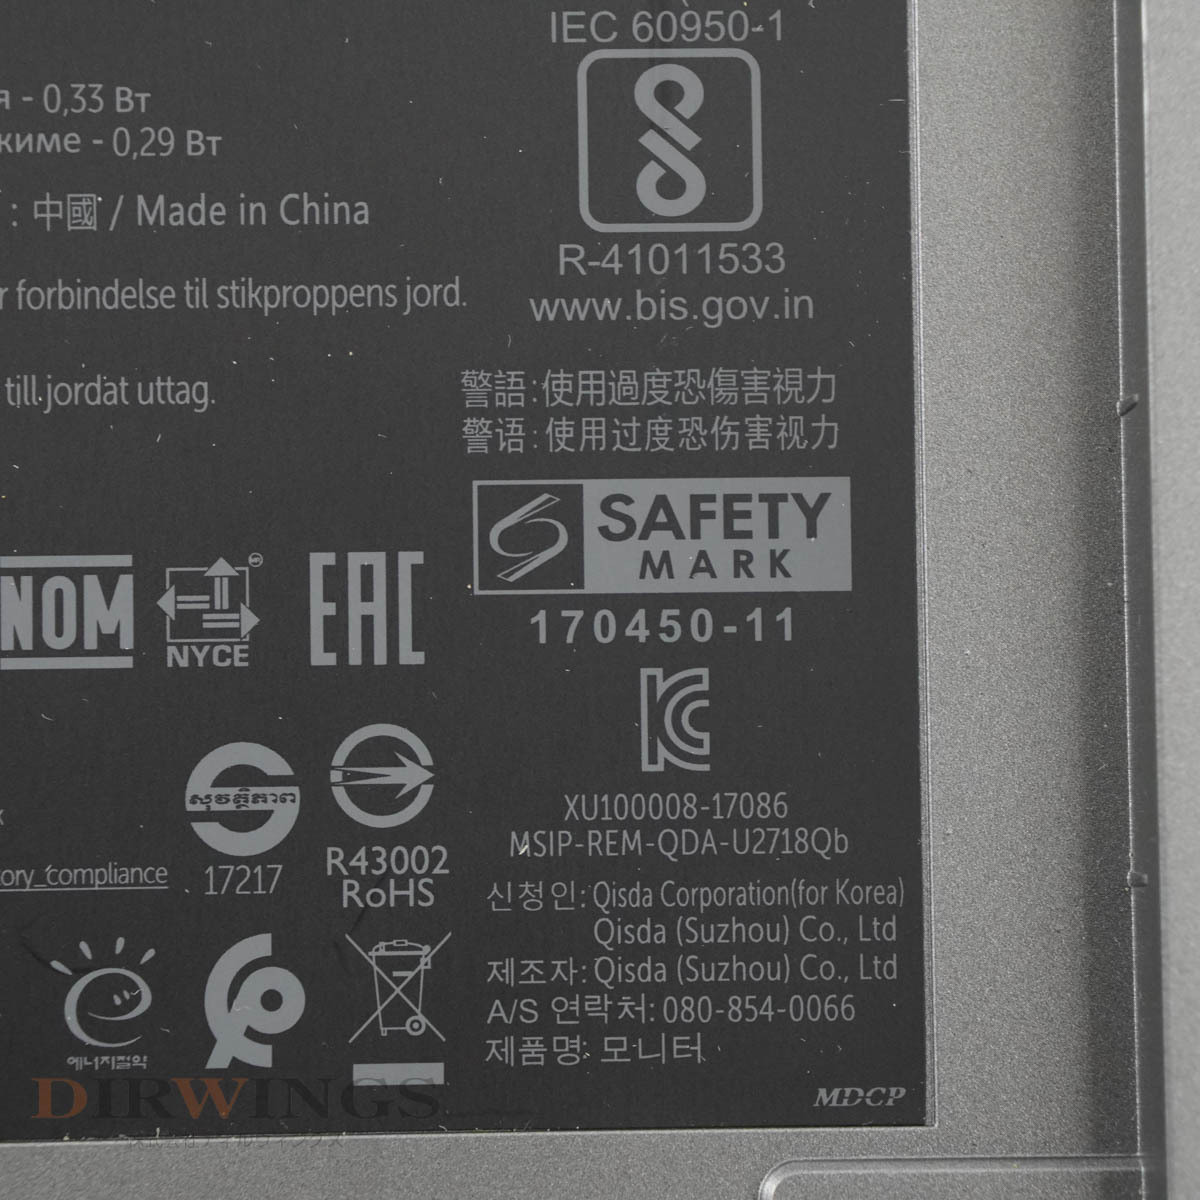 IEC 60950-1
R-41011533
www.bis.gov.in
я - 0,33 Вт
жиме - 0,29 Вт
: 中國 / Made in China
r forbindelse til stikproppens jord.
till jordat uttag.
警語:使用過度恐傷害視力
警语:使用过度恐伤害视力
SAFETY
MARK
170450-11
NOM
NYCE
EAC
XU100008-17086
MSIP-REM-QDA-U2718Qb
17217
R43002
RoHS
ory_compliance
신청인: Qisda Corporation(for Korea)
Qisda (Suzhou) Co., Ltd
제조자: Qisda (Suzhou) Co., Ltd
A/S 연락처: 080-854-0066
제품명: 모니터
에너지절약
MDCP
DIRWINGS